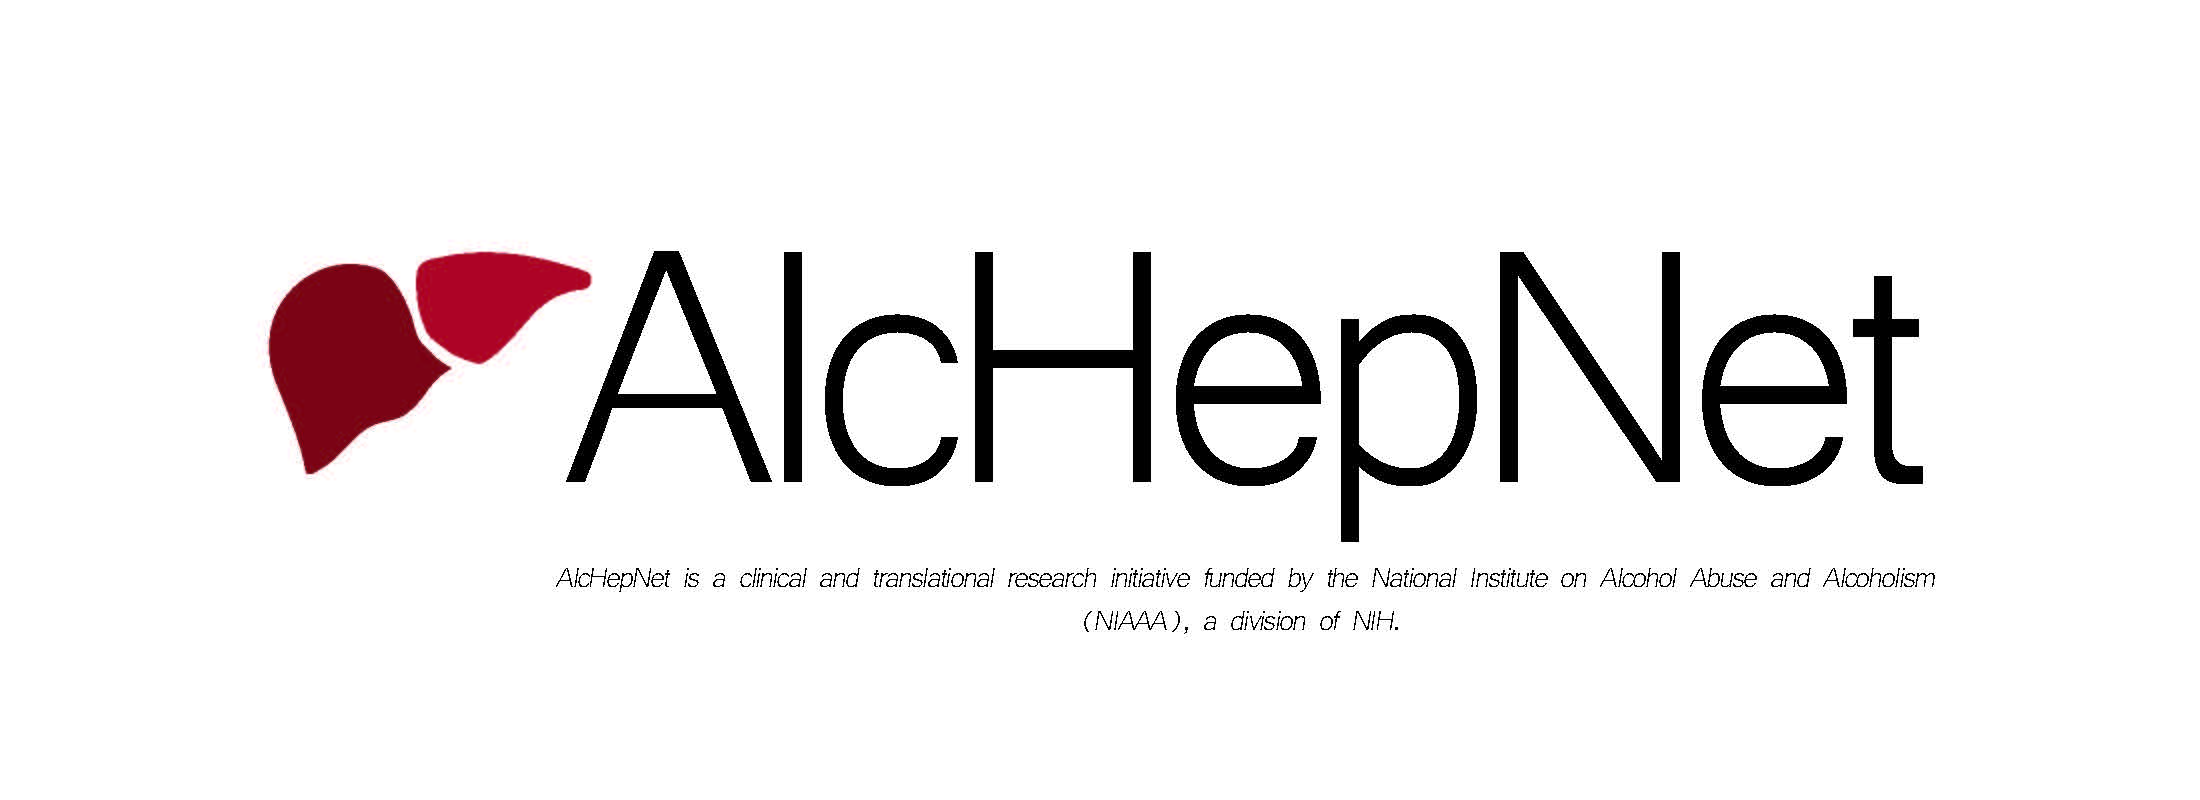 AlcHepNet
AlcHepNet is a clinical and translational research initiative funded by the National Institute on Alcohol Abuse and Alcoholism
(NIAAA), a division of NIH.